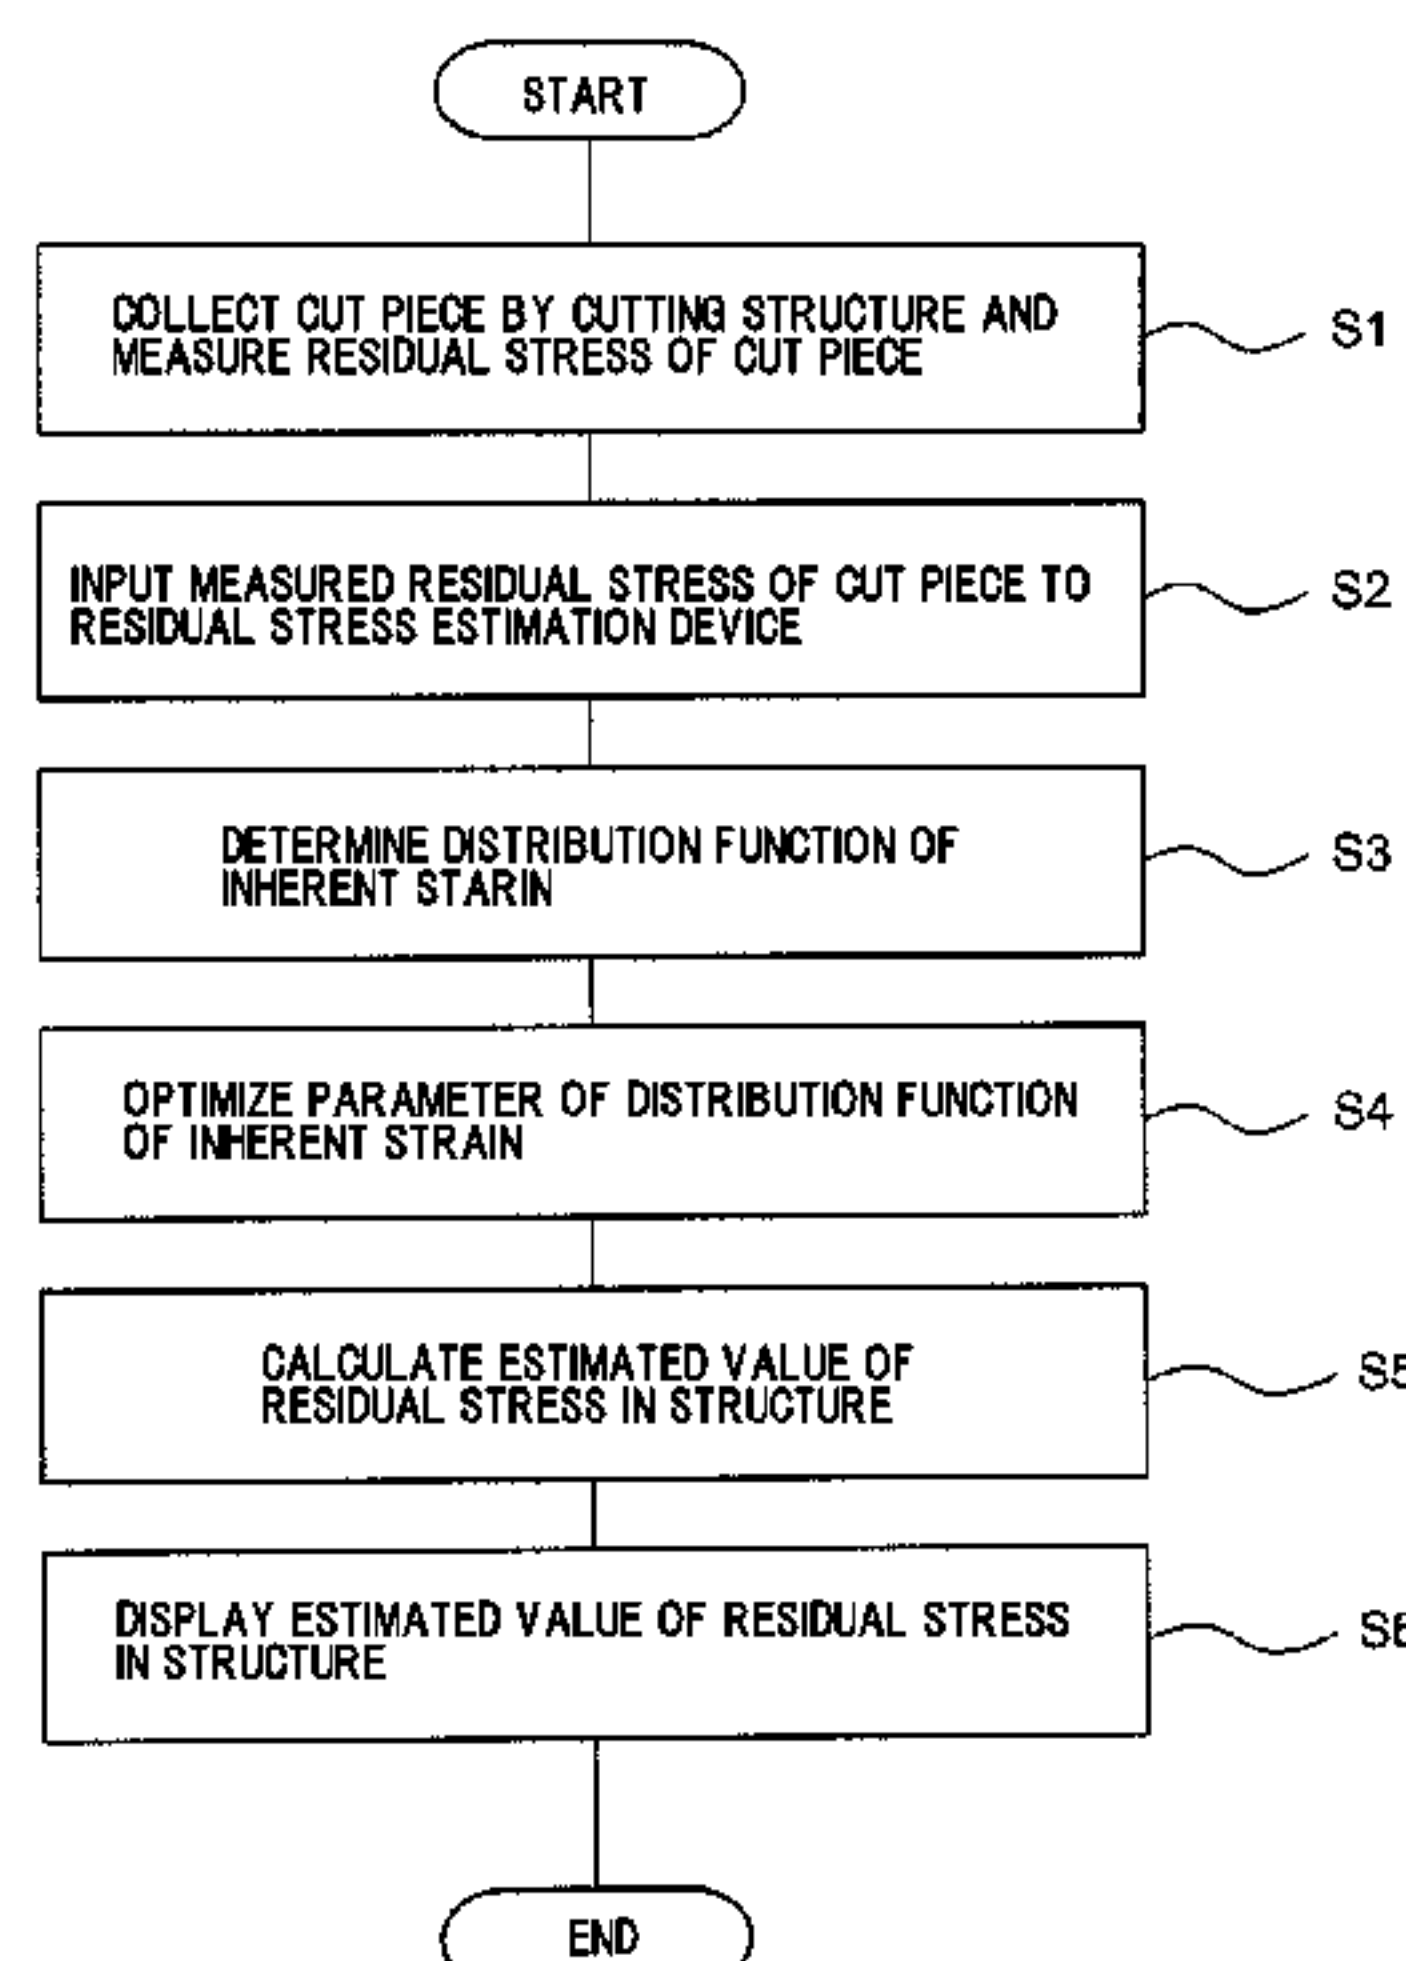 START
COLLECT CUT PIECE BY CUTTING STRUCTURE AND
MEASURE RESIDUAL STRESS OF CUT PIECE
S1
INPUT MEASURED RESIDUAL STRESS OF CUT PIECE TO
RESIDUAL STRESS ESTIMATION DEVICE
S2
DETERMINE DISTRIBUTION FUNCTION OF
INHERENT STARIN
S3
OPTIMIZE PARAMETER OF DISTRIBUTION FUNCTION
OF INHERENT STRAIN
S4
CALCULATE ESTIMATED VALUE OF
RESIDUAL STRESS IN STRUCTURE
S5
DISPLAY ESTIMATED VALUE OF RESIDUAL STRESS
IN STRUCTURE
S6
END